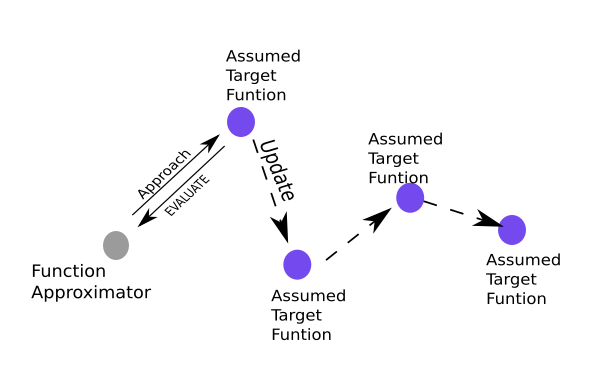 Assumed
Target
Funtion
Approach
EVALUATE
Update
Function
Approximator
Assumed
Target
Funtion
Assumed
Target
Funtion
Assumed
Target
Funtion